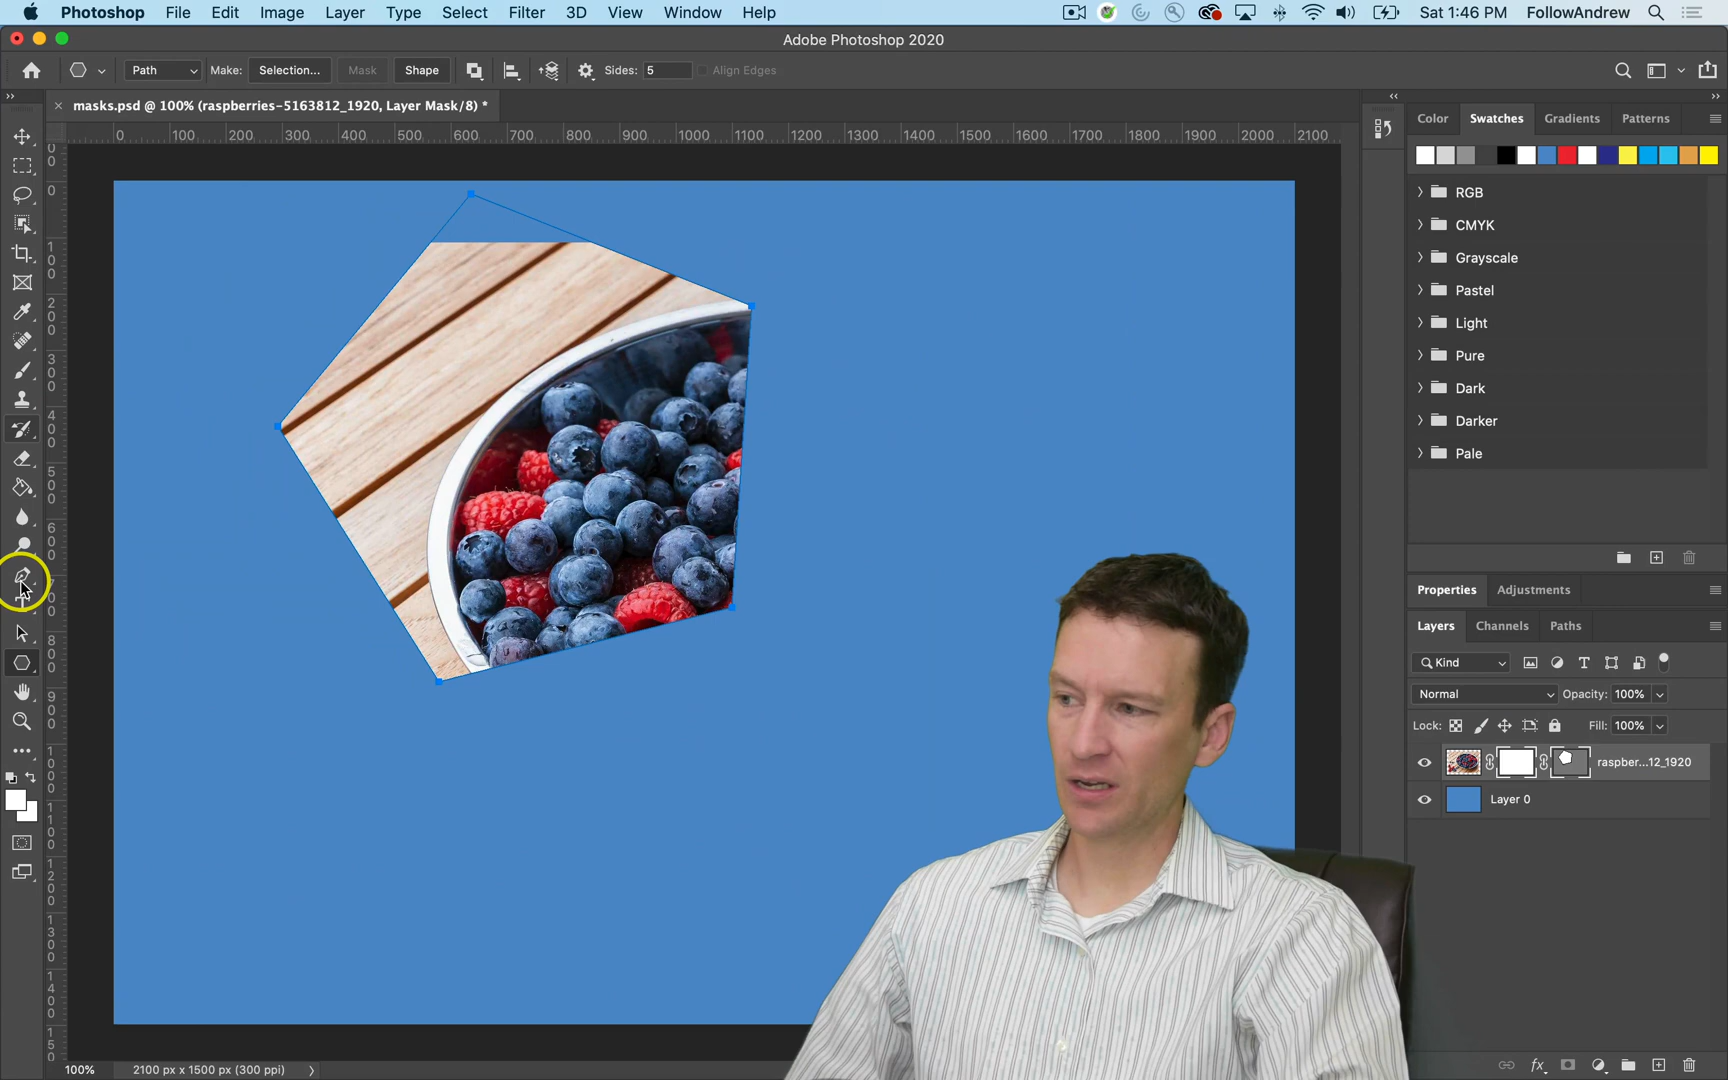 Photoshop File Edit Image Layer Type Select Filter 3D View Window Help Sat 1:46 PM FollowAndrew
Adobe Photoshop 2020
Path Make: Selection... Mask Shape Sides: 5 Align Edges
masks.psd @ 100% (raspberries-5163812_1920, Layer Mask/8) *
0 100 200 300 400 500 600 700 800 900 1000 1100 1200 1300 1400 1500 1600 1700 1800 1900 2000 2100
Color Swatches Gradients Patterns
RGB
CMYK
Grayscale
Pastel
Light
Pure
Dark
Darker
Pale
Properties Adjustments
Layers Channels Paths
Kind
Normal Opacity: 100%
Lock: Fill: 100%
raspber...12_1920
Layer 0
fx
100% 2100 px x 1500 px (300 ppi)